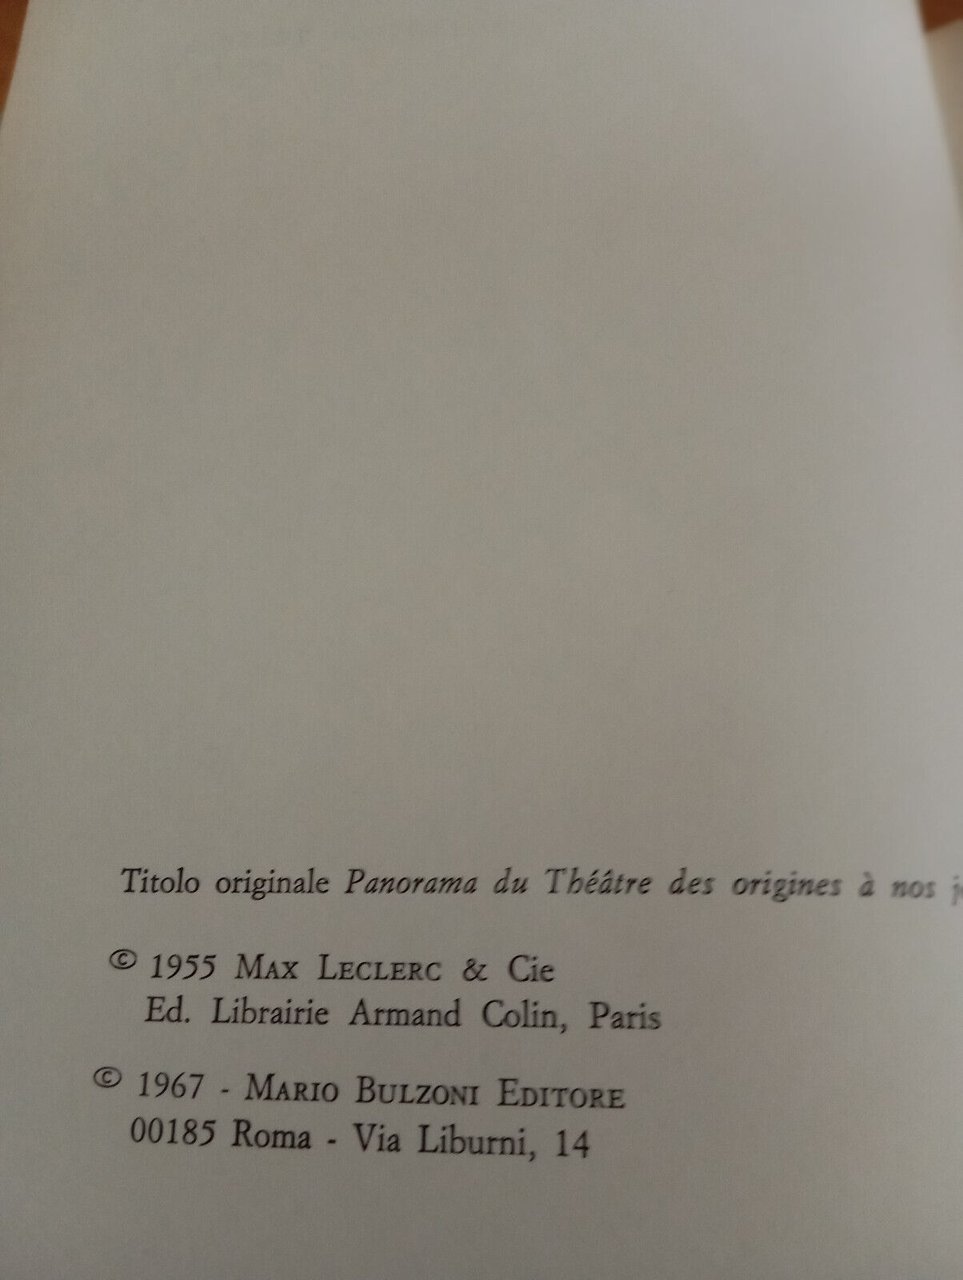 Titolo originale Panorama du Théâtre des origines à nos
© 1955 MAX LECLERC & Cie
Ed. Librairie Armand Colin, Paris
© 1967 - MARIO BULZONI EDITORE
00185 Roma - Via Liburni, 14